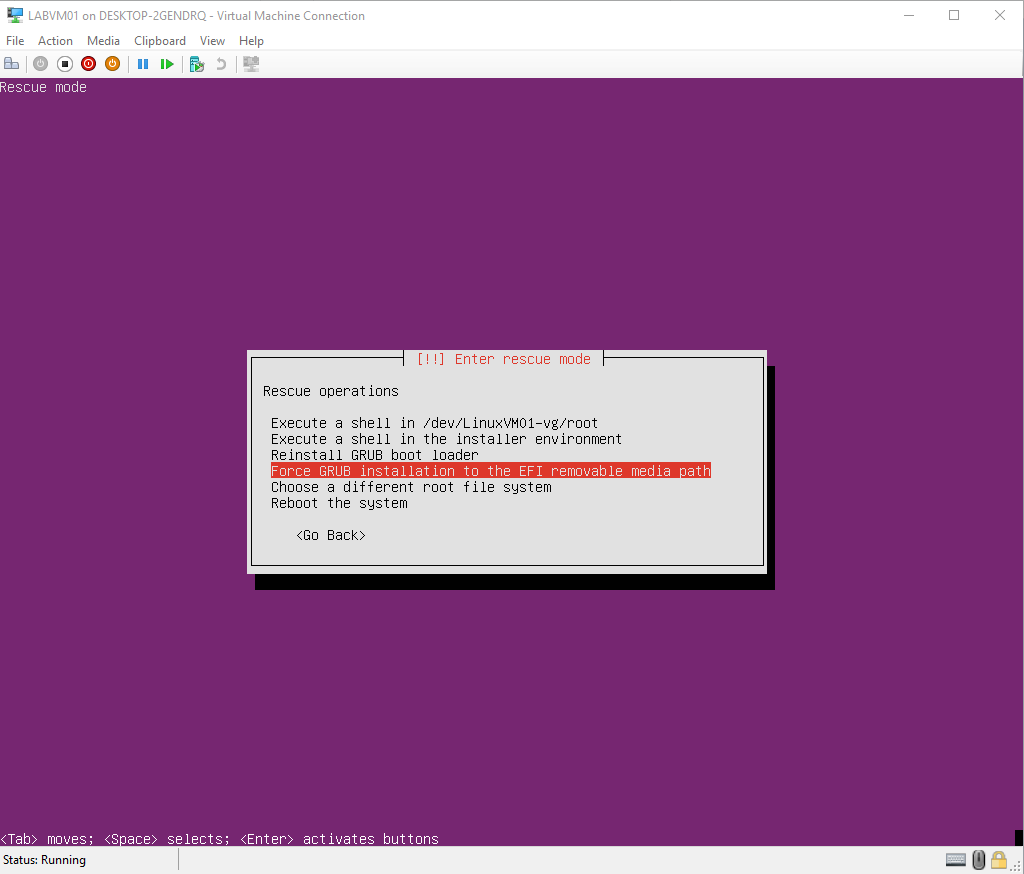 LABVM01 on DESKTOP-2GENDRQ - Virtual Machine Connection
File Action Media Clipboard View Help
Rescue mode
[!!] Enter rescue mode
Rescue operations
Execute a shell in /dev/LinuxVM01-vg/root
Execute a shell in the installer environment
Reinstall GRUB boot loader
Force GRUB installation to the EFI removable media path
Choose a different root file system
Reboot the system
<Go Back>
<Tab> moves; <Space> selects; <Enter> activates buttons
Status: Running